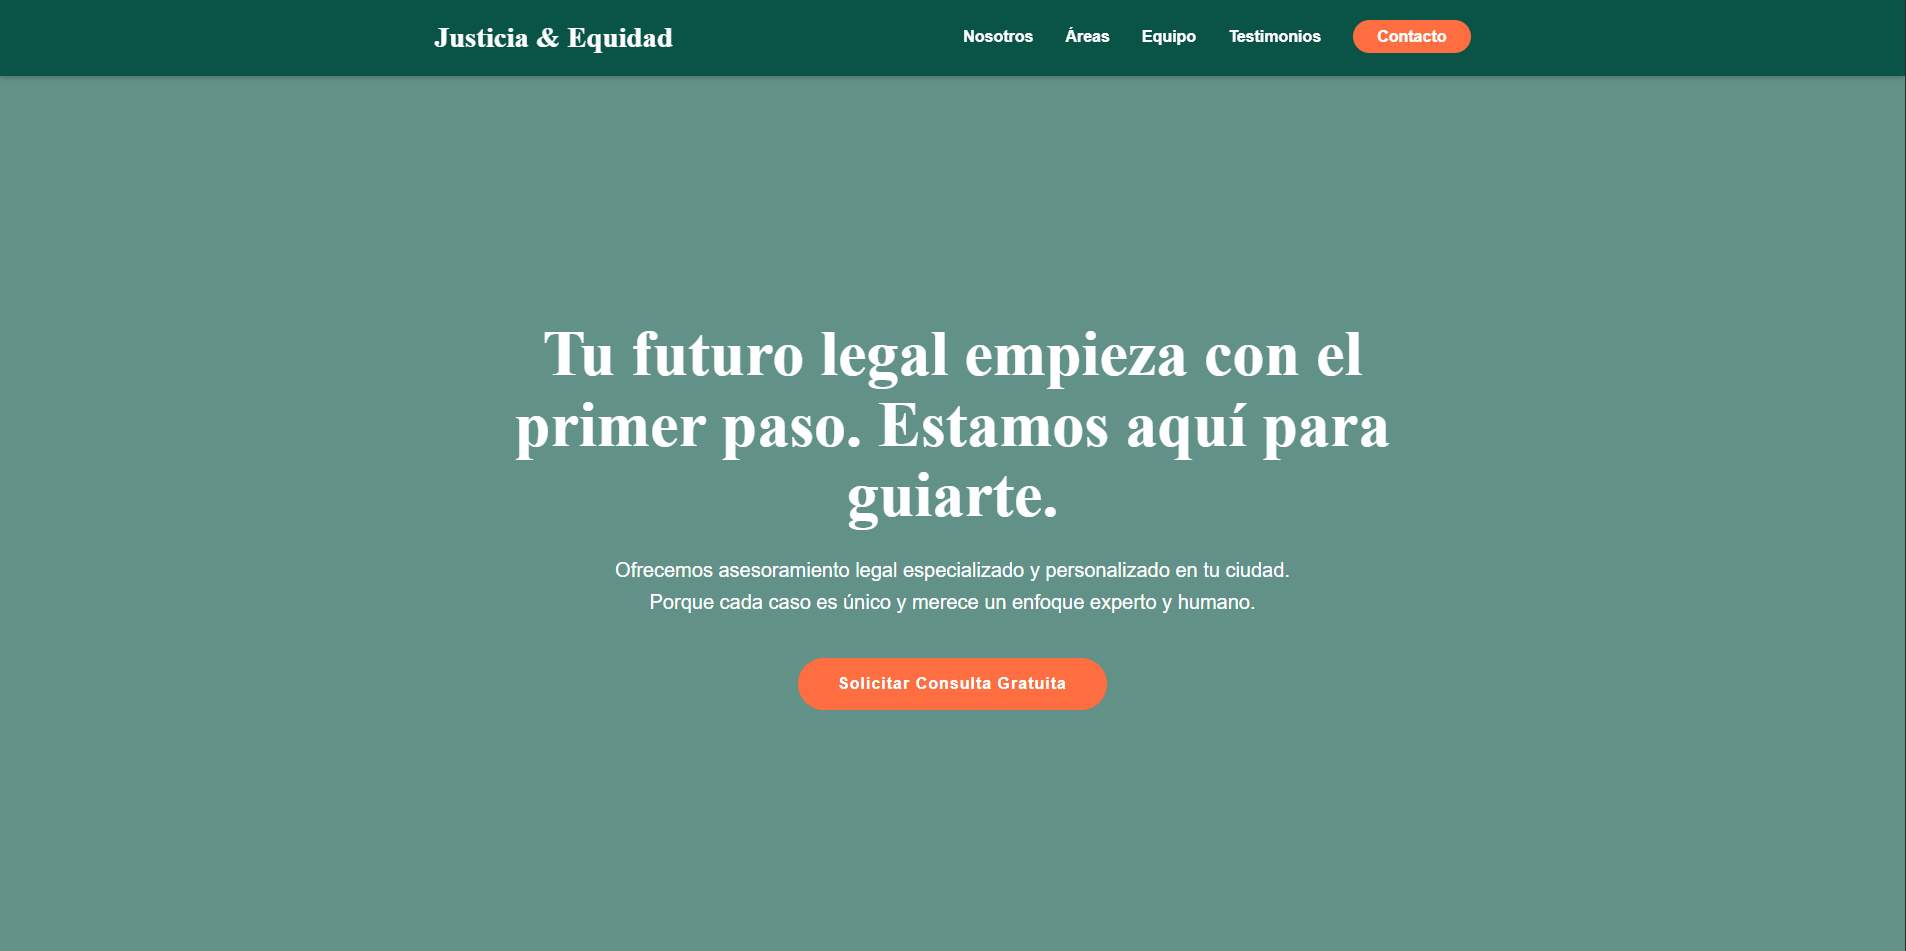 Justicia & Equidad
Nosotros
Áreas
Equipo
Testimonios
Contacto
Tu futuro legal empieza con el
primer paso. Estamos aquí para
guiarte.
Ofrecemos asesoramiento legal especializado y personalizado en tu ciudad.
Porque cada caso es único y merece un enfoque experto y humano.
Solicitar Consulta Gratuita